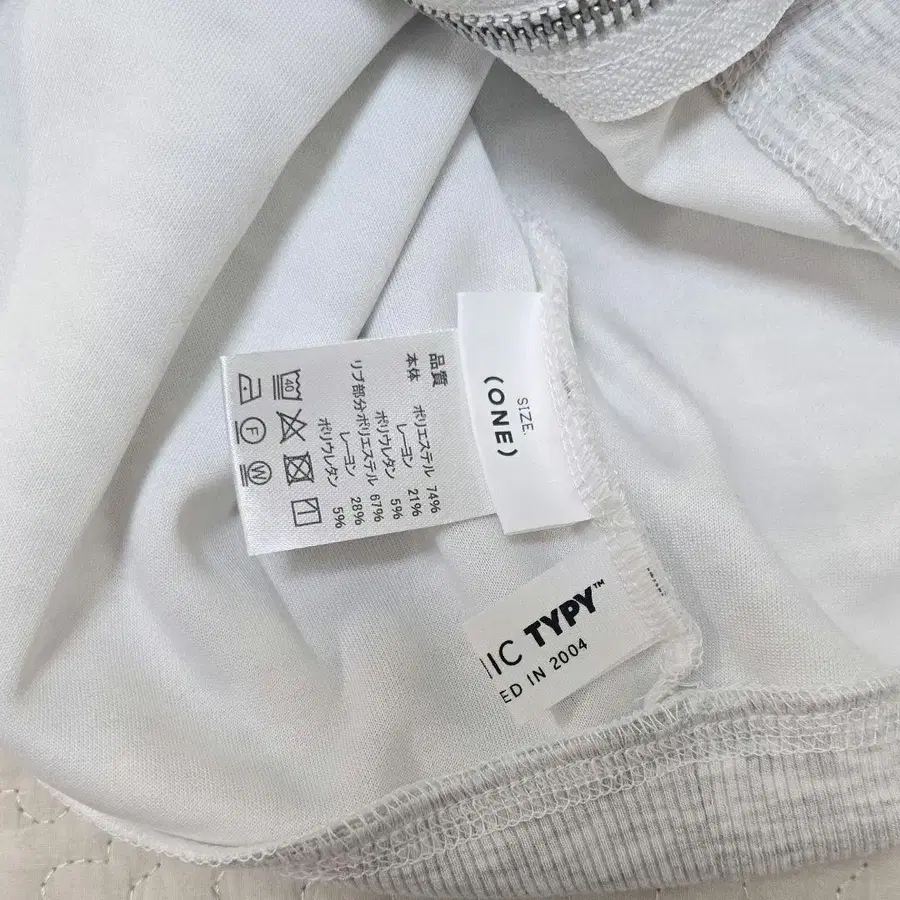 品質
本体 ポリエステル 74%
レーヨン 21%
ポリウレタン 5%
リブ部分ポリエステル 67%
レーヨン 28%
ポリウレタン 5%
40
F
W
SIZE.
(ONE)
IC TYPY™
ED IN 2004